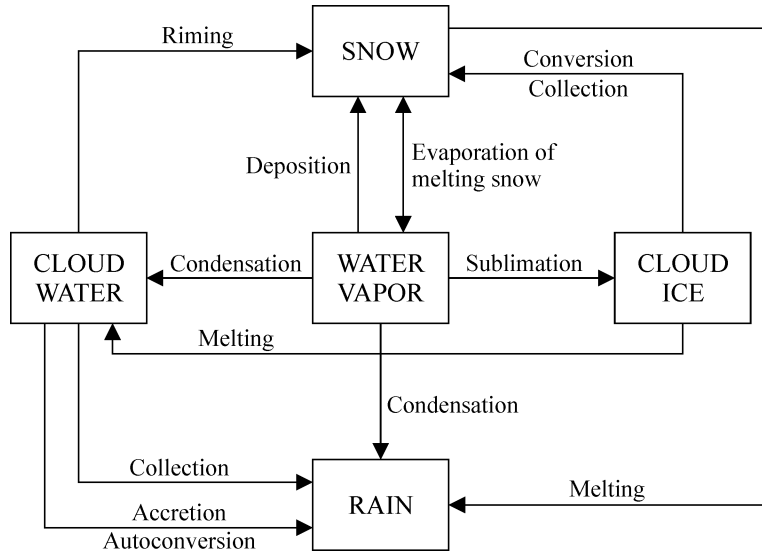 Riming
SNOW
Conversion
Collection
Deposition
Evaporation of
melting snow
CLOUD
WATER
Condensation
WATER
VAPOR
Sublimation
CLOUD
ICE
Melting
Condensation
Collection
Accretion
Autoconversion
RAIN
Melting